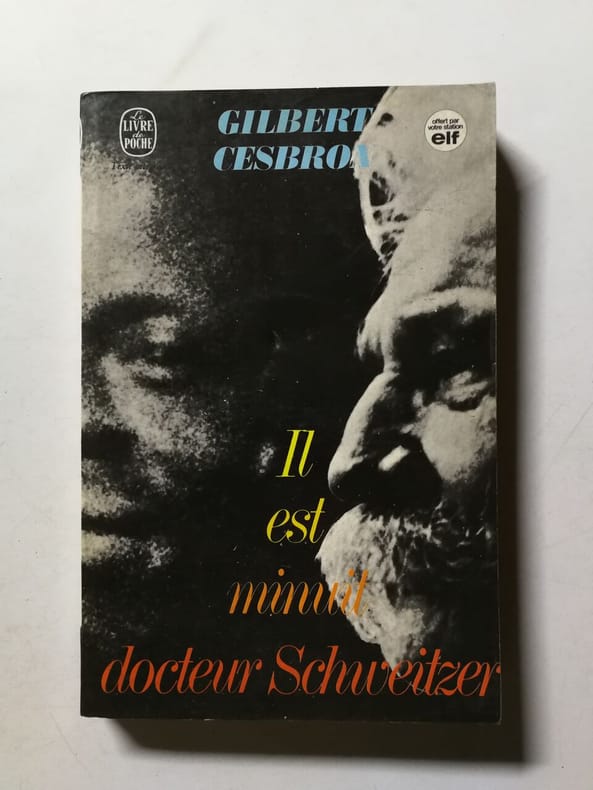 Le
LIVRE
de
POCHE
GILBERT
CESBRON
offert par
votre station
elf
Il
est
minuit
docteur Schweitzer